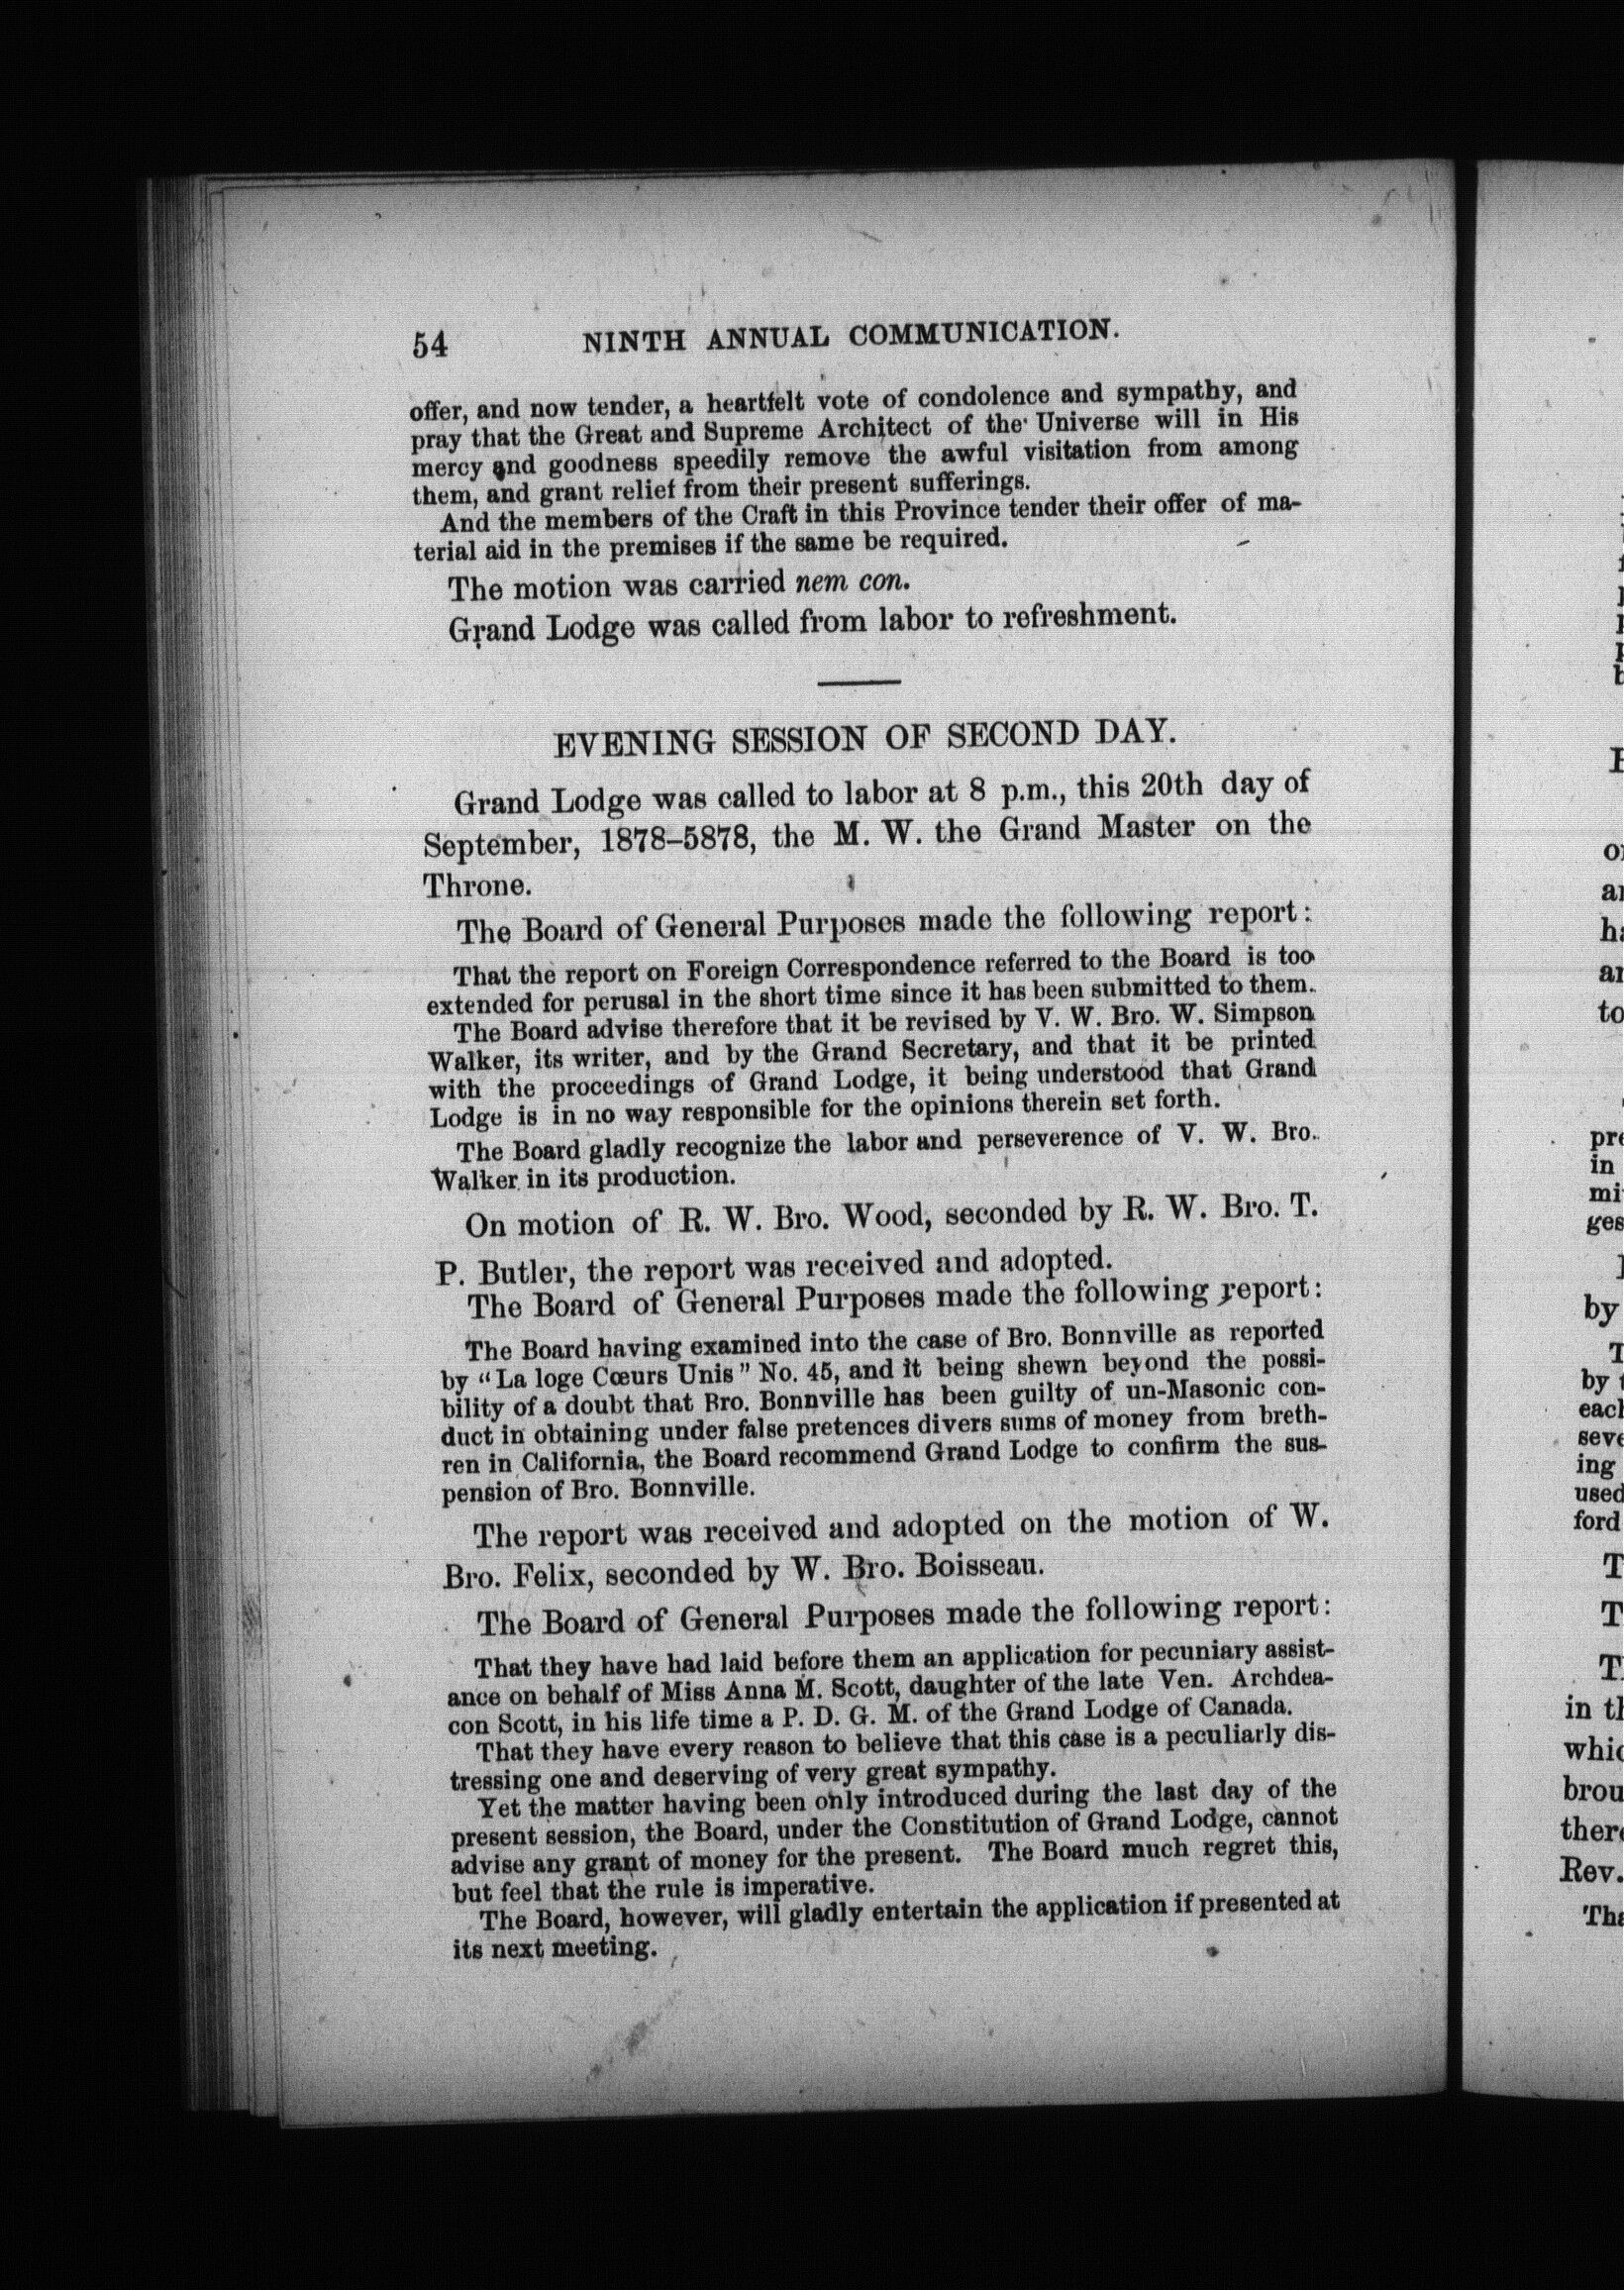 54 NINTH ANNUAL COMMUNICATION.
offer, and now tender, a heartfelt vote of condolence and sympathy, and
pray that the Great and Supreme Architect of the Universe will in His
mercy and goodness speedily remove the awful visitation from among
them, and grant relief from their present sufferings.
And the members of the Craft in this Province tender their offer of ma-
terial aid in the premises if the same be required.
The motion was carried nem con.
Grand Lodge was called from labor to refreshment.
EVENING SESSION OF SECOND DAY.
Grand Lodge was called to labor at 8 p.m., this 20th day of
September, 1878–5878, the M. W. the Grand Master on the
Throne.
The Board of General Purposes made the following report:
That the report on Foreign Correspondence referred to the Board is too
extended for perusal in the short time since it has been submitted to them.
The Board advise therefore that it be revised by V. W. Bro. W. Simpson
Walker, its writer, and by the Grand Secretary, and that it be printed
with the proceedings of Grand Lodge, it being understood that Grand
Lodge is in no way responsible for the opinions therein set forth.
The Board gladly recognize the labor and perseverence of V. W. Bro.
Walker in its production.
On motion of R. W. Bro. Wood, seconded by R. W. Bro. T.
P. Butler, the report was received and adopted.
The Board of General Purposes made the following report:
The Board having examined into the case of Bro. Bonnville as reported
by "La loge Cœurs Unis" No. 45, and it being shewn beyond the possi-
bility of a doubt that Bro. Bonnville has been guilty of un-Masonic con-
duct in obtaining under false pretences divers sums of money from breth-
ren in California, the Board recommend Grand Lodge to confirm the sus-
pension of Bro. Bonnville.
The report was received and adopted on the motion of W.
Bro. Felix, seconded by W. Bro. Boisseau.
The Board of General Purposes made the following report:
That they have had laid before them an application for pecuniary assist-
ance on behalf of Miss Anna M. Scott, daughter of the late Ven. Archdea-
con Scott, in his life time a P. D. G. M. of the Grand Lodge of Canada.
That they have every reason to believe that this case is a peculiarly dis-
tressing one and deserving of very great sympathy.
Yet the matter having been only introduced during the last day of the
present session, the Board, under the Constitution of Grand Lodge, cannot
advise any grant of money for the present. The Board much regret this,
but feel that the rule is imperative.
The Board, however, will gladly entertain the application if presented at
its next meeting.
to
pre
in
mi
ges
by
by
each
seve
ing
used
ford
in th
whic
brou
there
Rev.
Tha